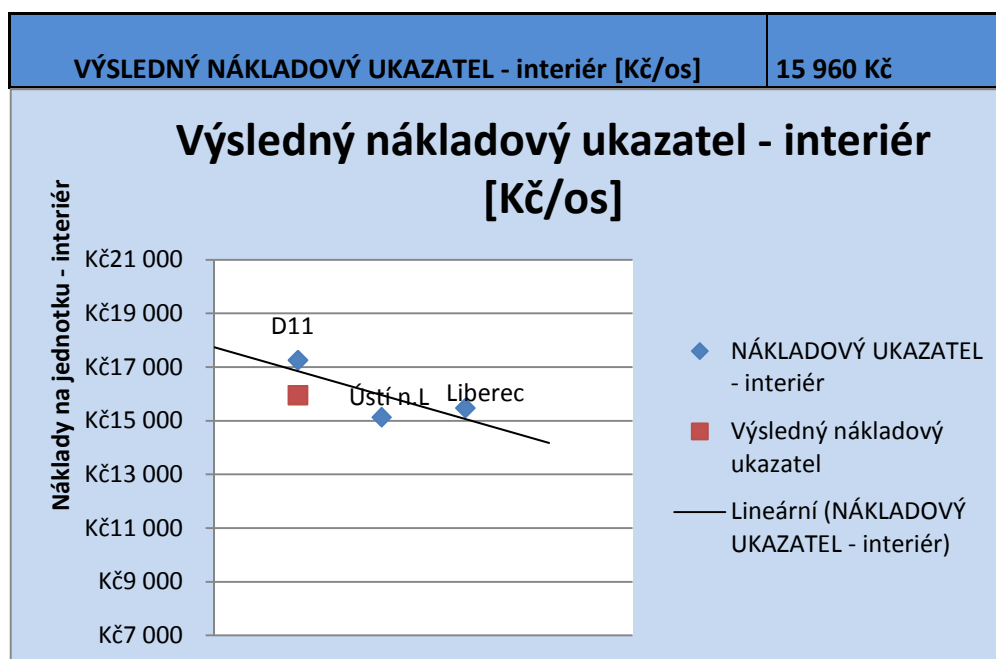 VÝSLEDNÝ NÁKLADOVÝ UKAZATEL - interiér [Kč/os] 15 960 Kč
Výsledný nákladový ukazatel - interiér
[Kč/os]
Náklady na jednotku - interiér
Kč21 000
Kč19 000
Kč17 000
Kč15 000
Kč13 000
Kč11 000
Kč9 000
Kč7 000
D11
Ústí n.L
Liberec
NÁKLADOVÝ UKAZATEL
- interiér
Výsledný nákladový
ukazatel
Lineární (NÁKLADOVÝ
UKAZATEL - interiér)